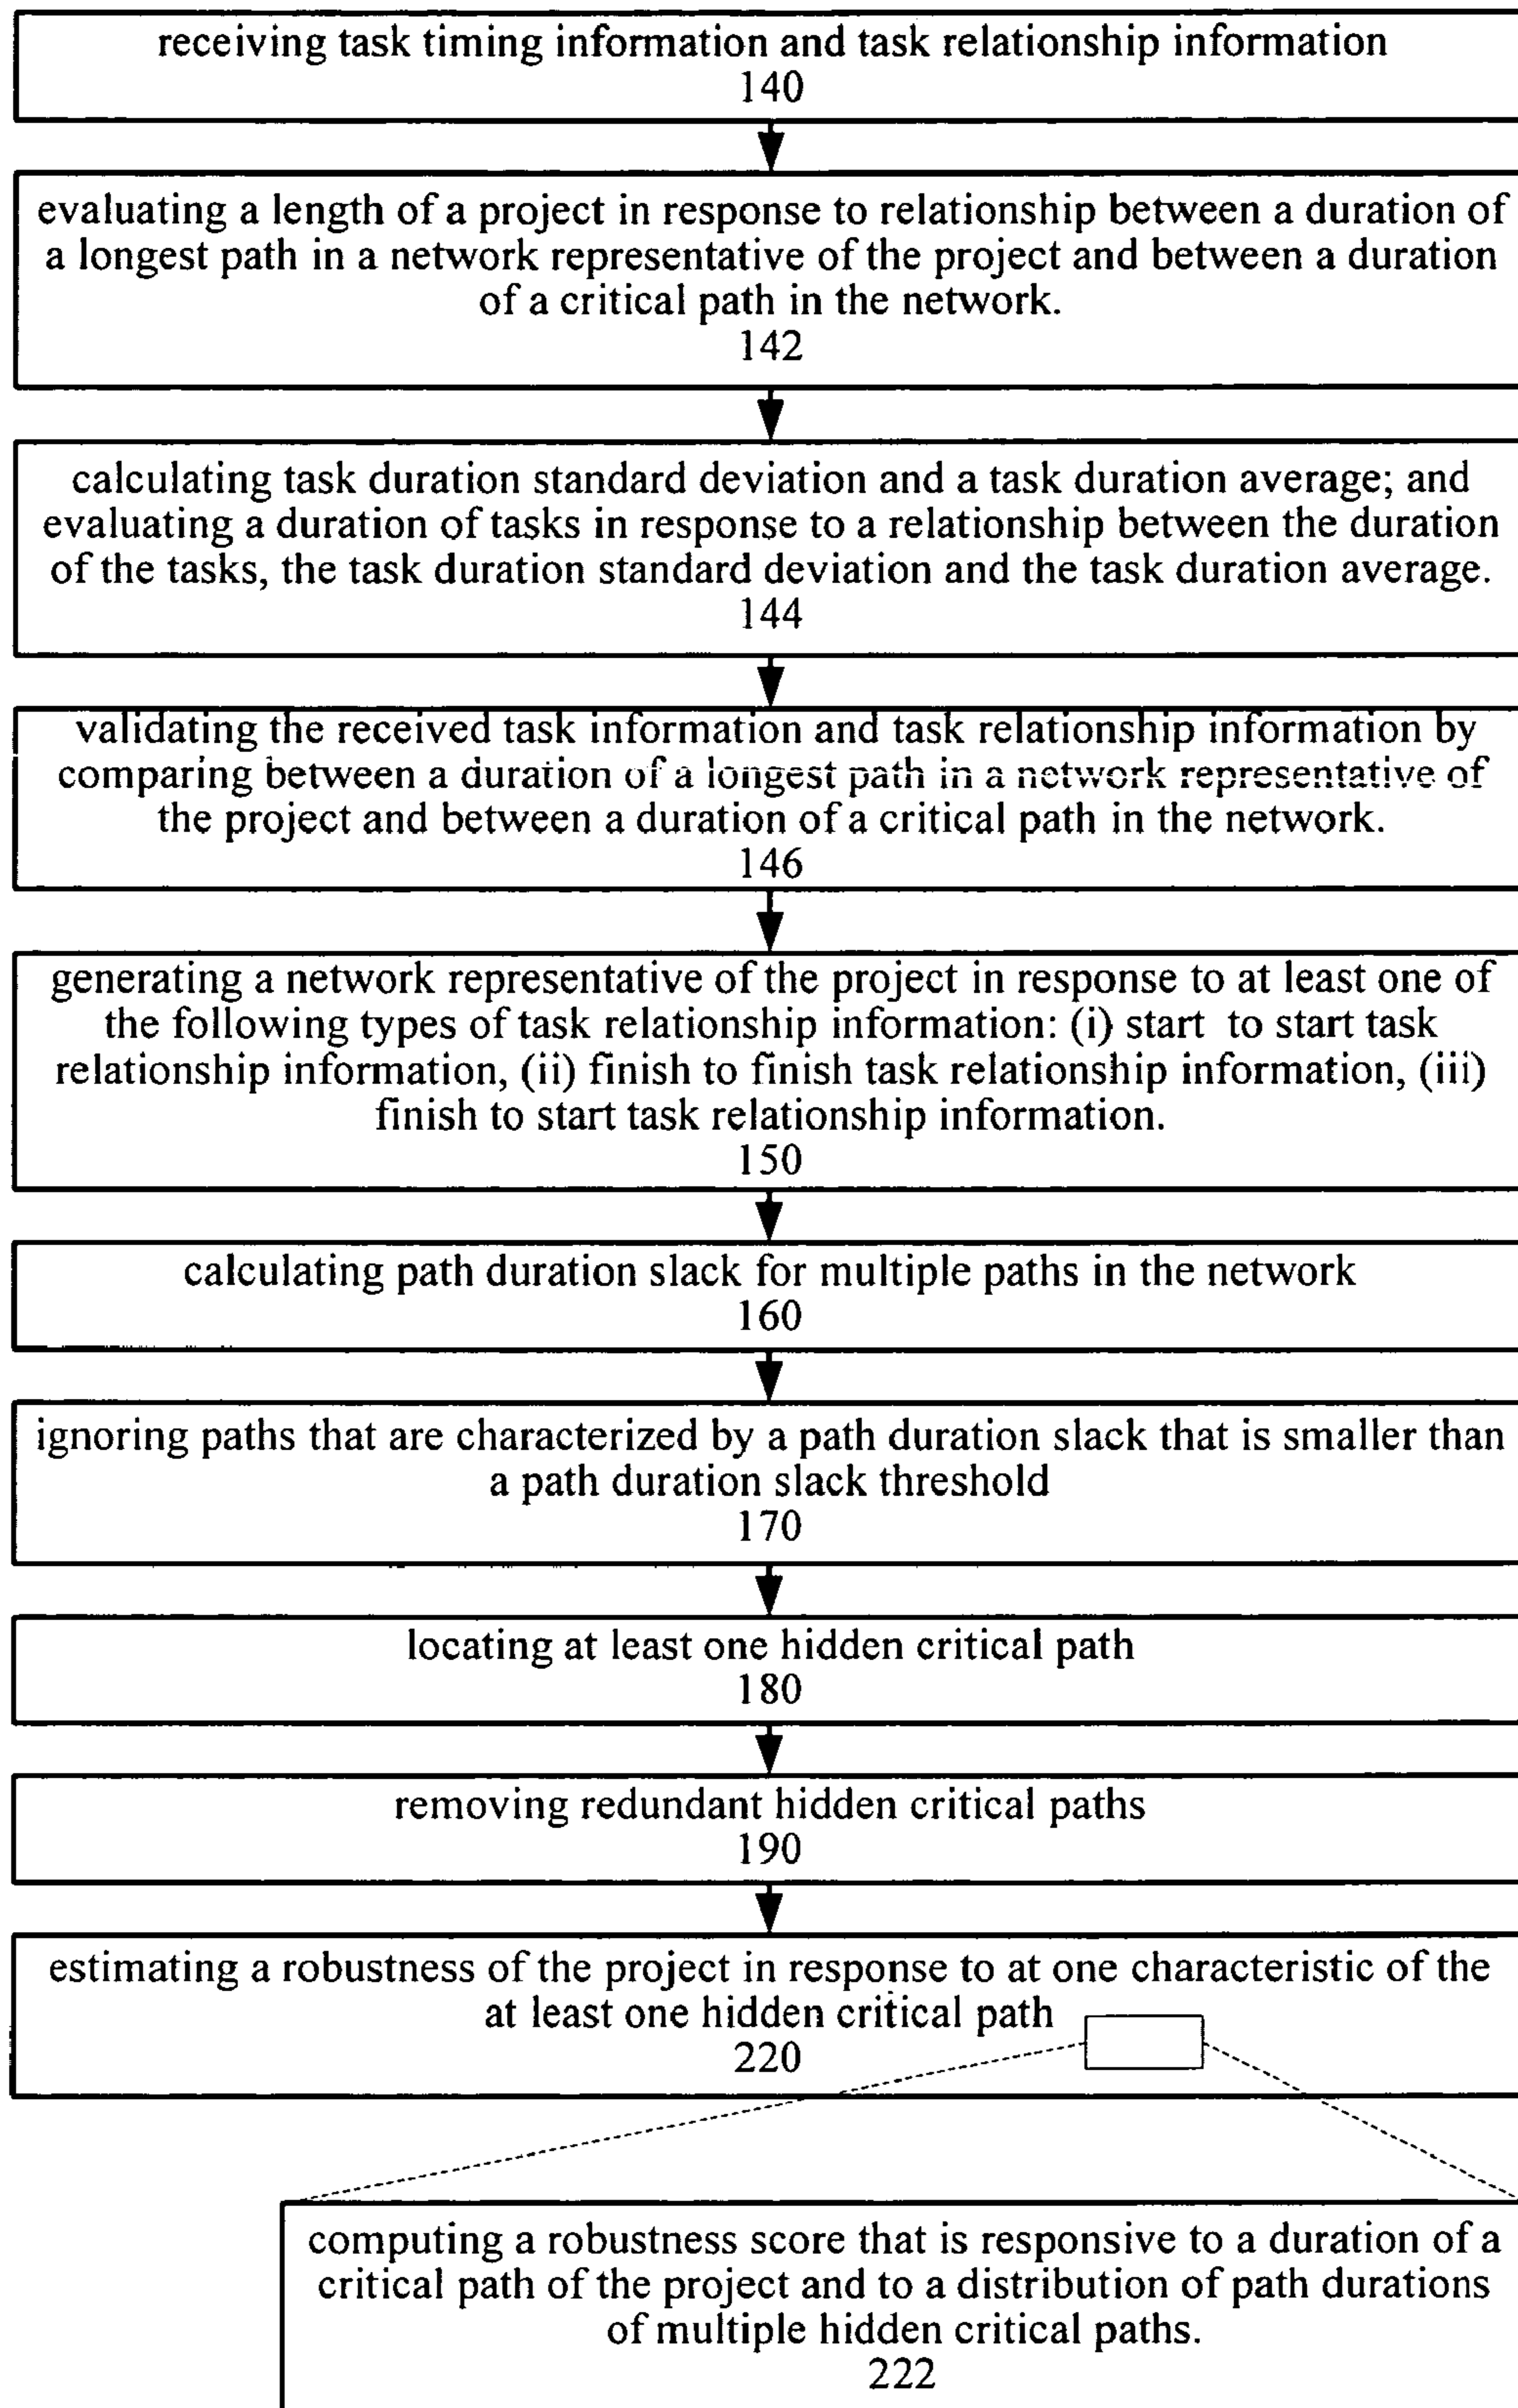 receiving task timing information and task relationship information
140
evaluating a length of a project in response to relationship between a duration of
a longest path in a network representative of the project and between a duration
of a critical path in the network.
142
calculating task duration standard deviation and a task duration average; and
evaluating a duration of tasks in response to a relationship between the duration
of the tasks, the task duration standard deviation and the task duration average.
144
validating the received task information and task relationship information by
comparing between a duration of a longest path in a network representative of
the project and between a duration of a critical path in the network.
146
generating a network representative of the project in response to at least one of
the following types of task relationship information: (i) start to start task
relationship information, (ii) finish to finish task relationship information, (iii)
finish to start task relationship information.
150
calculating path duration slack for multiple paths in the network
160
ignoring paths that are characterized by a path duration slack that is smaller than
a path duration slack threshold
170
locating at least one hidden critical path
180
removing redundant hidden critical paths
190
estimating a robustness of the project in response to at one characteristic of the
at least one hidden critical path
220
computing a robustness score that is responsive to a duration of a
critical path of the project and to a distribution of path durations
of multiple hidden critical paths.
222